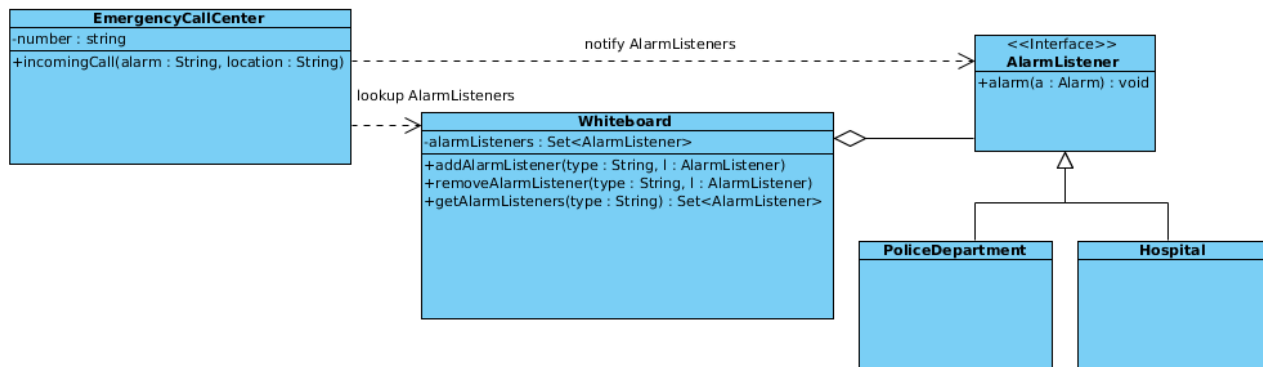 EmergencyCallCenter
-number : string
+incomingCall(alarm : String, location : String)
notify AlarmListeners
lookup AlarmListeners
<<Interface>>
AlarmListener
+alarm(a : Alarm) : void
Whiteboard
-alarmListeners : Set<AlarmListener>
+addAlarmListener(type : String, l : AlarmListener)
+removeAlarmListener(type : String, l : AlarmListener)
+getAlarmListeners(type : String) : Set<AlarmListener>
PoliceDepartment
Hospital